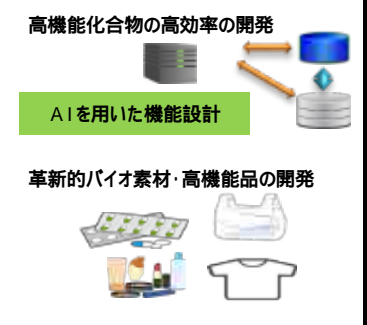 高機能化合物の高効率の開発
AIを用いた機能設計
革新的バイオ素材・高機能品の開発